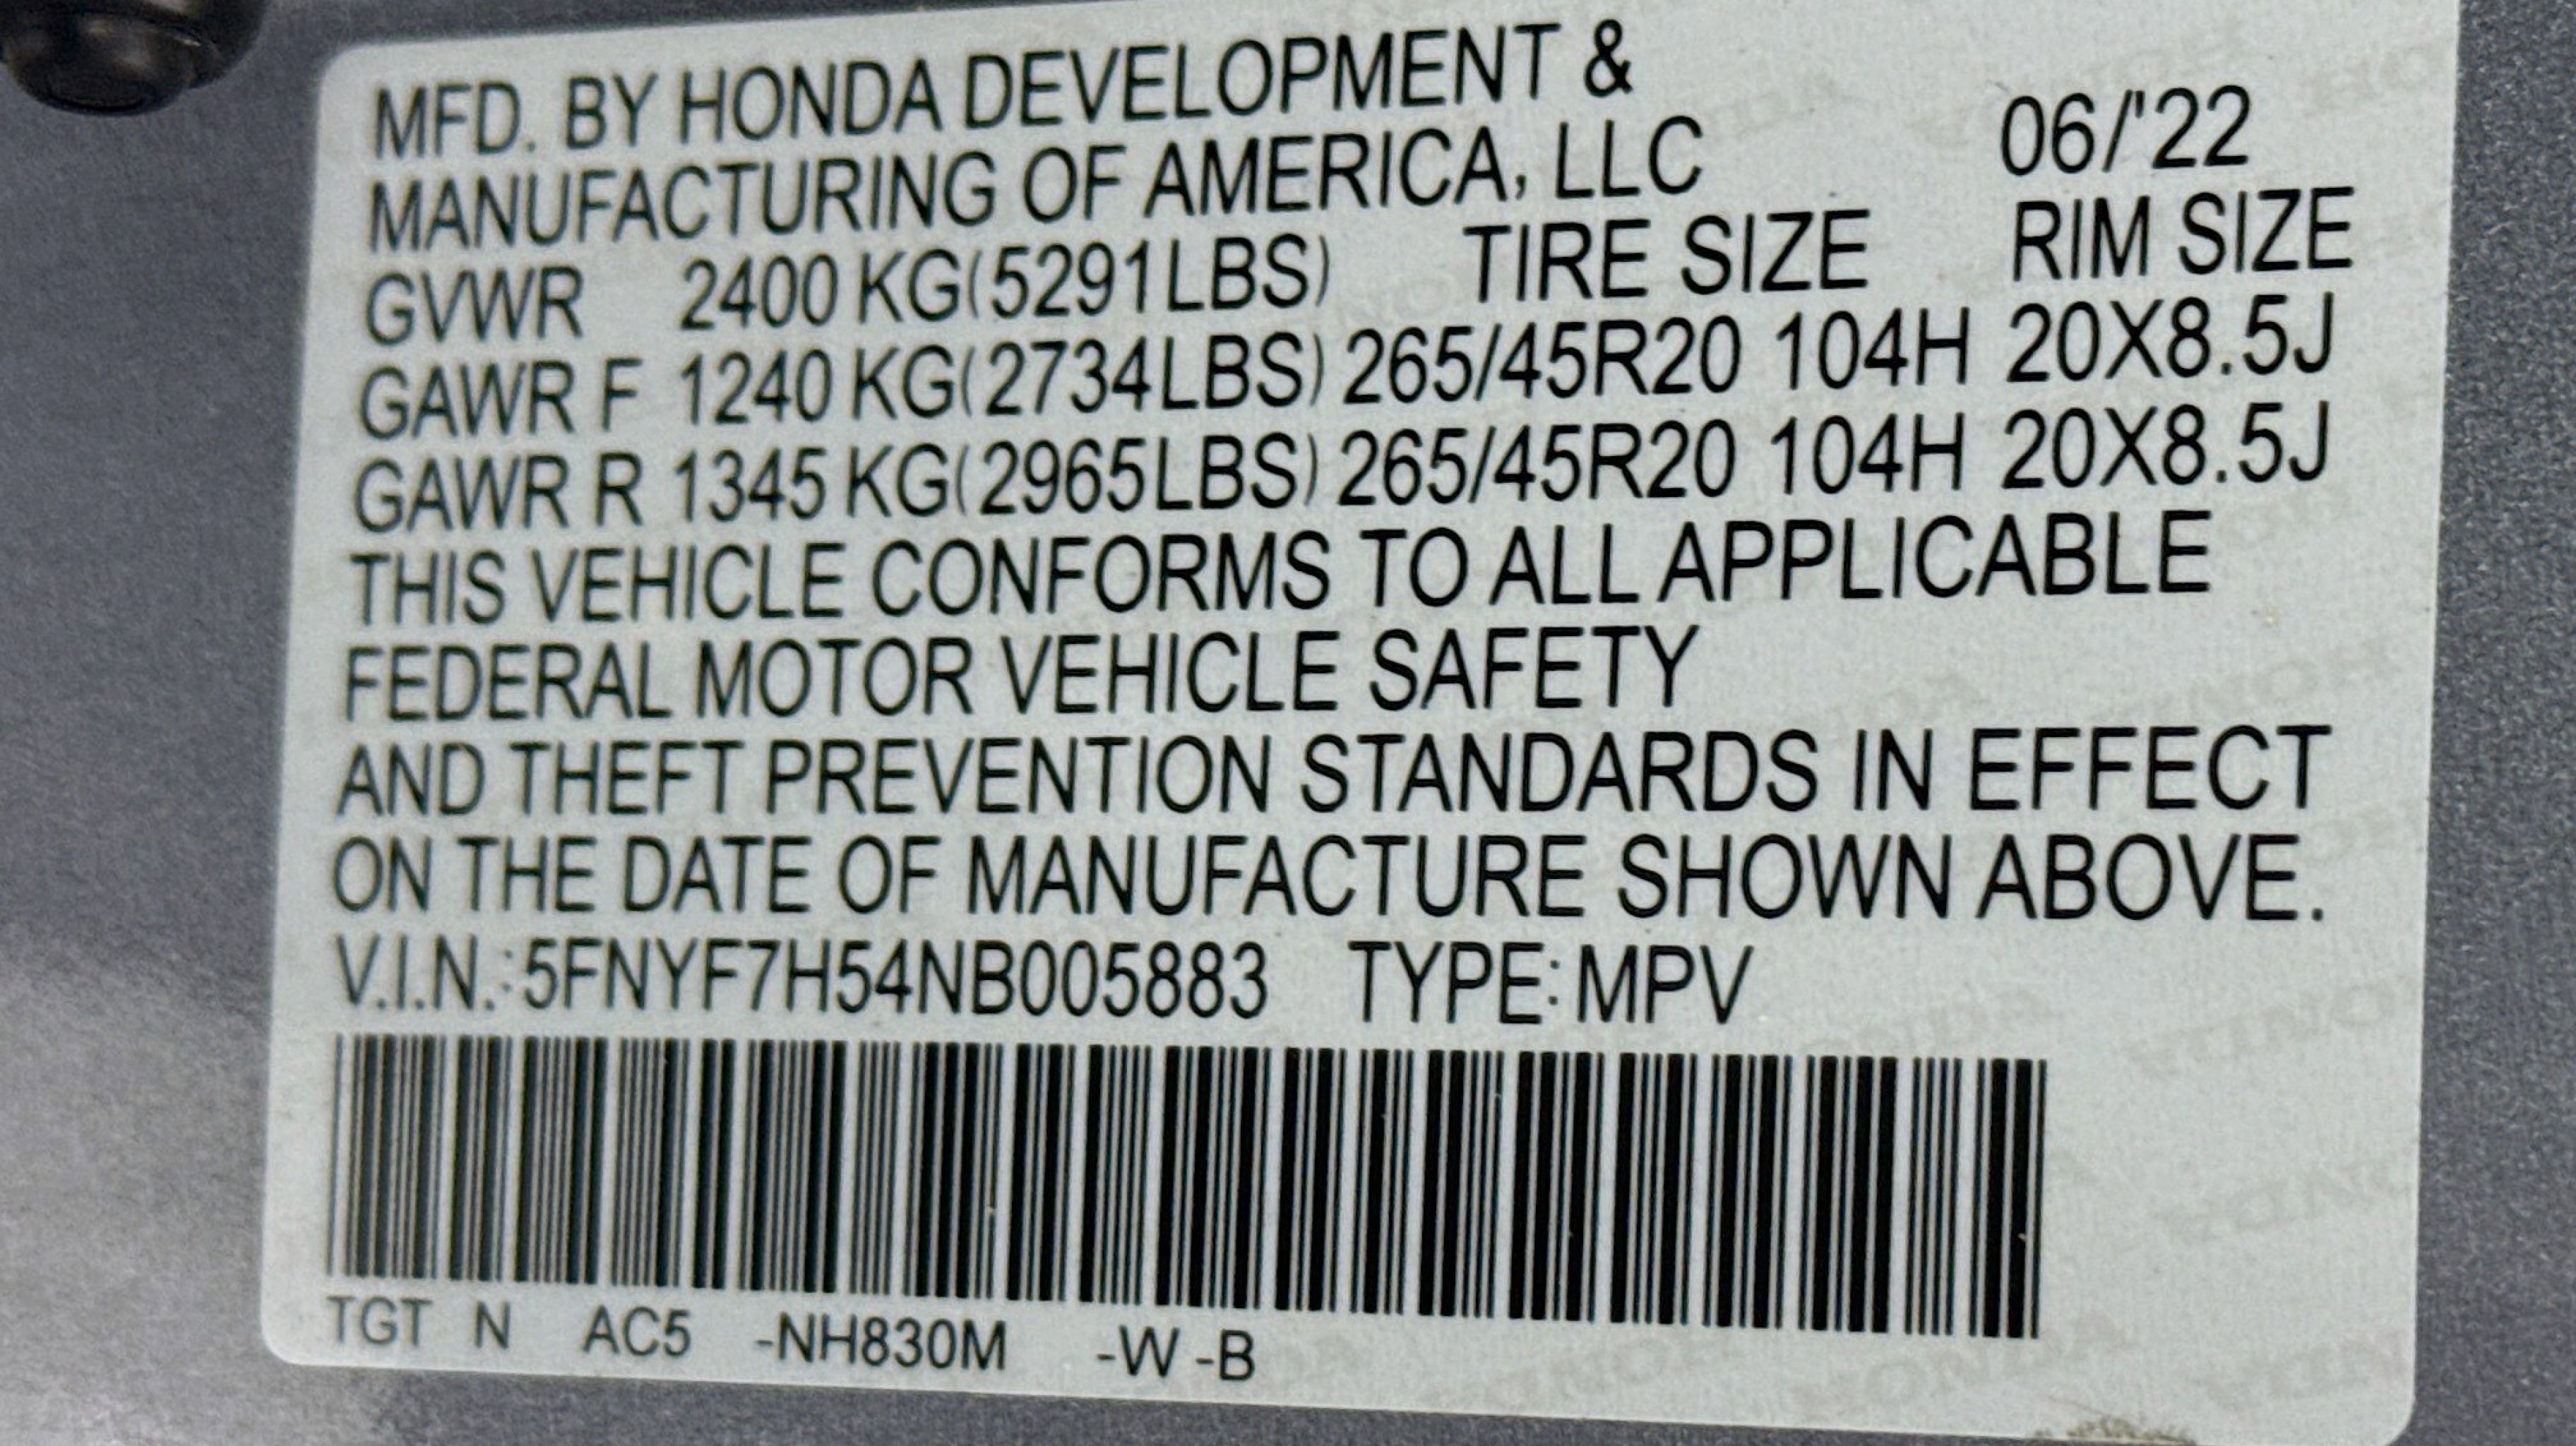 MFD. BY HONDA DEVELOPMENT &
MANUFACTURING OF AMERICA, LLC 06/'22
GVWR 2400 KG(5291LBS) TIRE SIZE RIM SIZE
GAWR F 1240 KG(2734LBS) 265/45R20 104H 20X8.5J
GAWR R 1345 KG(2965LBS) 265/45R20 104H 20X8.5J
THIS VEHICLE CONFORMS TO ALL APPLICABLE
FEDERAL MOTOR VEHICLE SAFETY
AND THEFT PREVENTION STANDARDS IN EFFECT
ON THE DATE OF MANUFACTURE SHOWN ABOVE.
V.I.N.:5FNYF7H54NB005883 TYPE:MPV
TGT N AC5 -NH830M -W -B